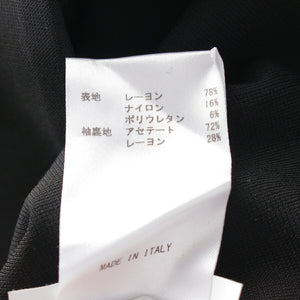 表地 レーヨン 78%
ナイロン 16%
ポリウレタン 6%
袖裏地 アセテート 72%
レーヨン 28%
MADE IN ITALY